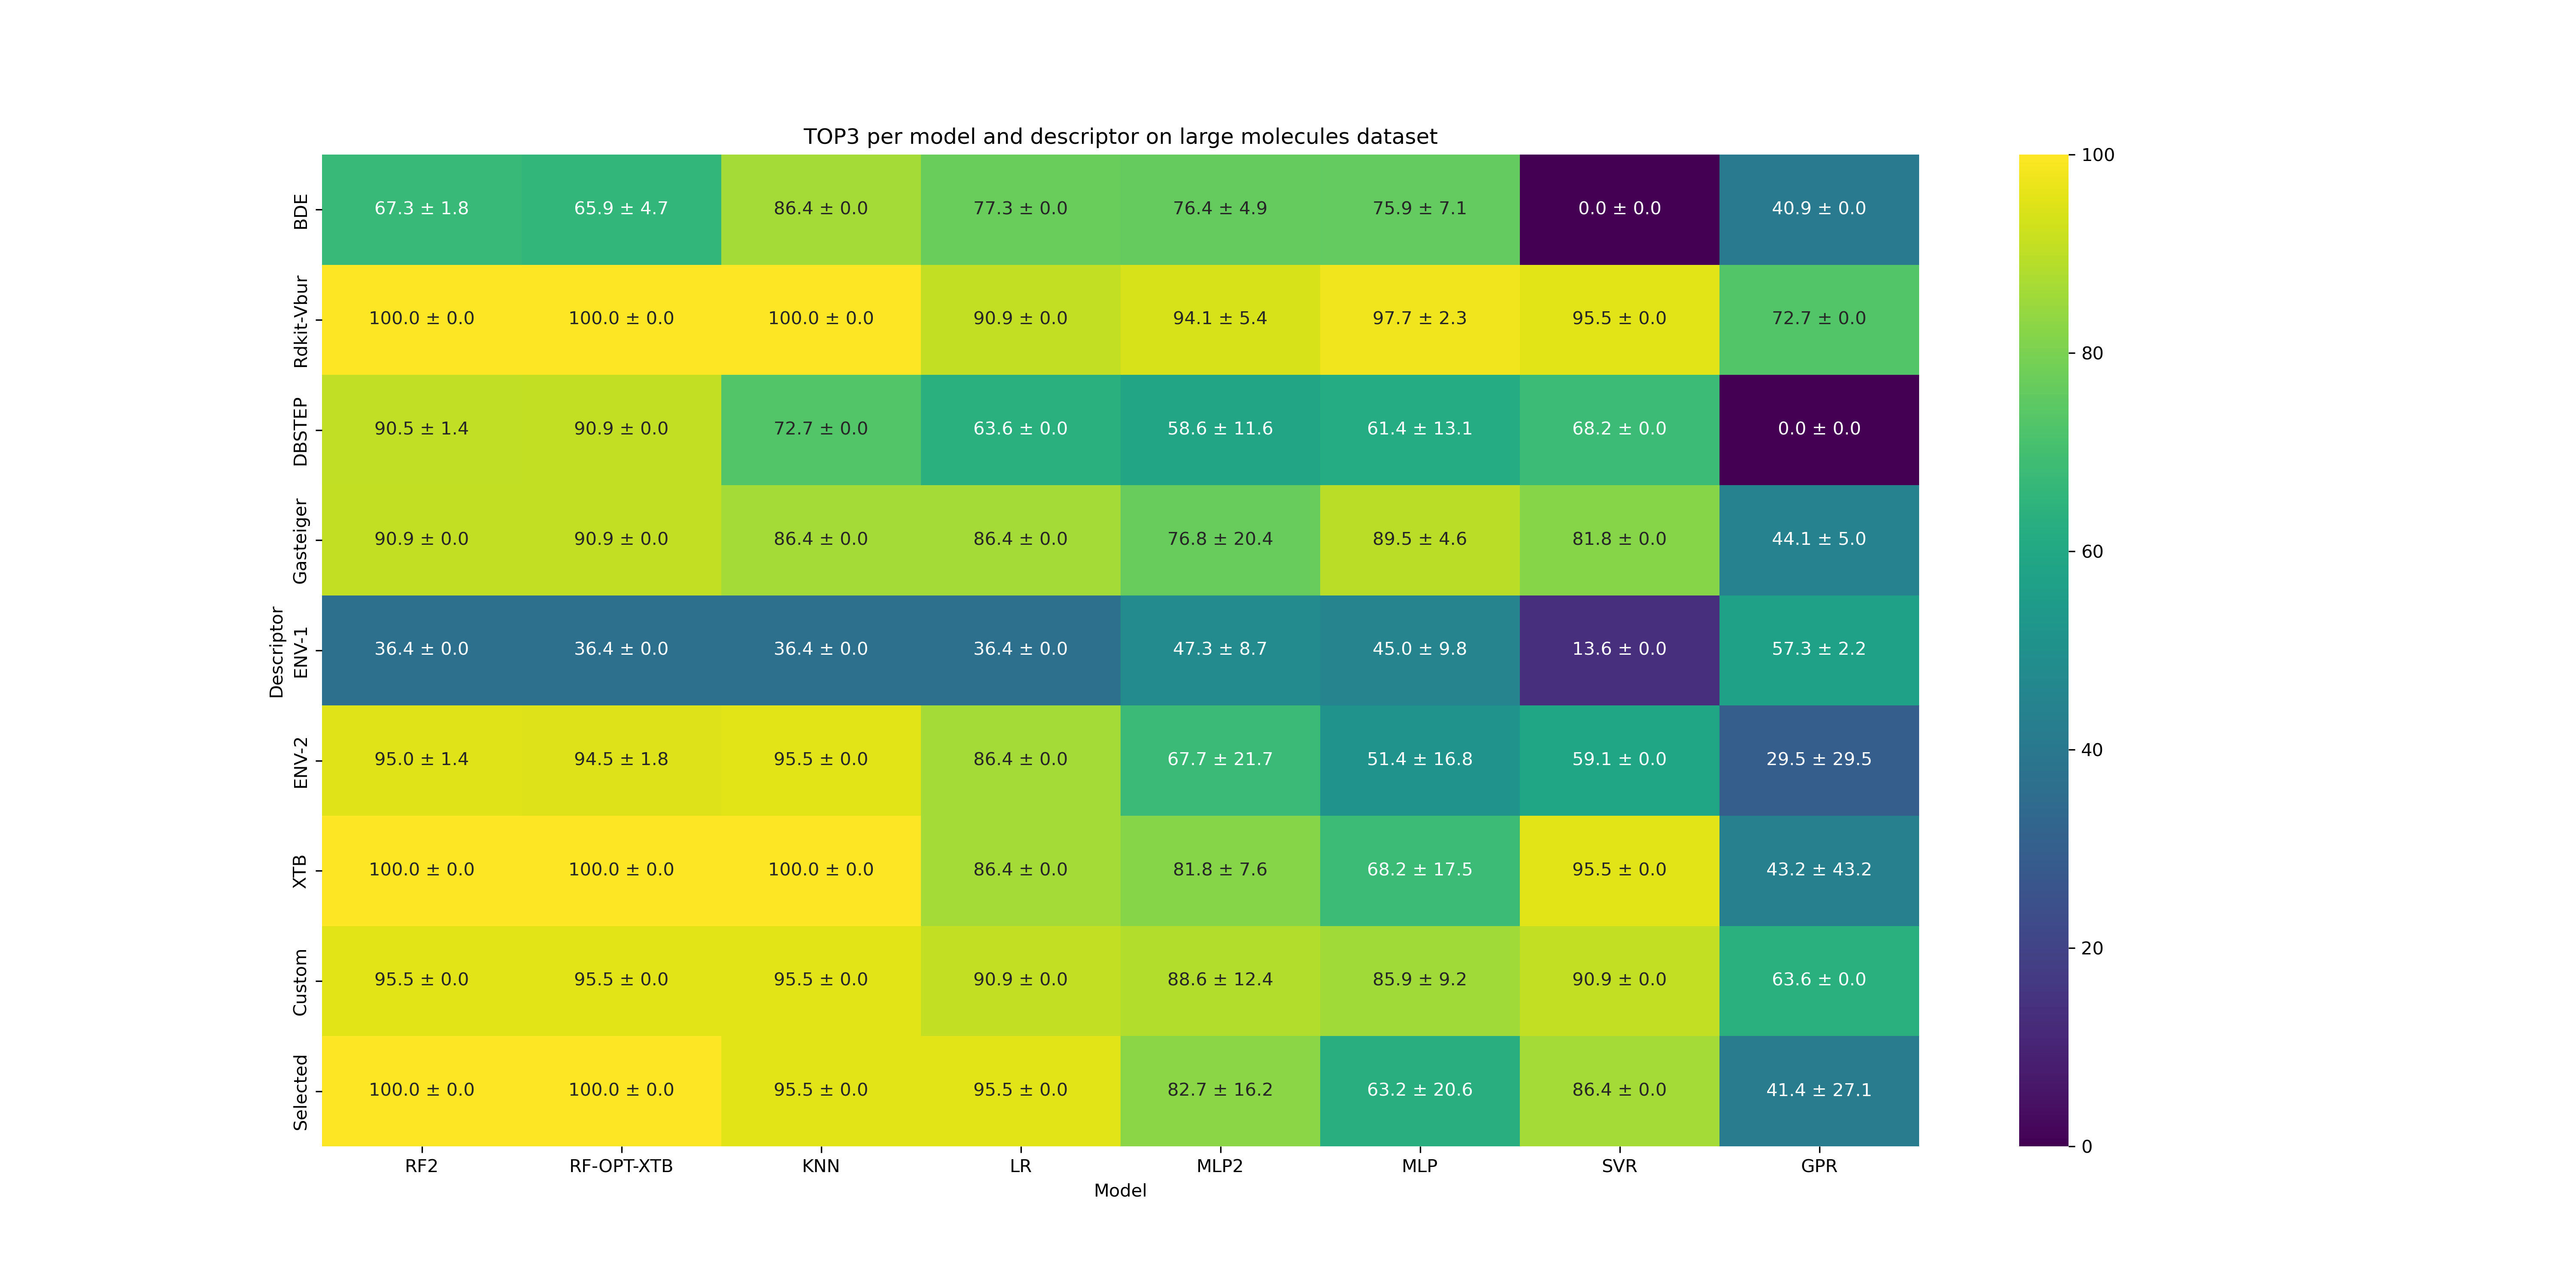 TOP3 per model and descriptor on large molecules dataset
BDE 67.3 ± 1.8 65.9 ± 4.7 86.4 ± 0.0 77.3 ± 0.0 76.4 ± 4.9 75.9 ± 7.1 0.0 ± 0.0 40.9 ± 0.0
Rdkit-Vbur 100.0 ± 0.0 100.0 ± 0.0 100.0 ± 0.0 90.9 ± 0.0 94.1 ± 5.4 97.7 ± 2.3 95.5 ± 0.0 72.7 ± 0.0
DBSTEP 90.5 ± 1.4 90.9 ± 0.0 72.7 ± 0.0 63.6 ± 0.0 58.6 ± 11.6 61.4 ± 13.1 68.2 ± 0.0 0.0 ± 0.0
Gasteiger 90.9 ± 0.0 90.9 ± 0.0 86.4 ± 0.0 86.4 ± 0.0 76.8 ± 20.4 89.5 ± 4.6 81.8 ± 0.0 44.1 ± 5.0
ENV-1 36.4 ± 0.0 36.4 ± 0.0 36.4 ± 0.0 36.4 ± 0.0 47.3 ± 8.7 45.0 ± 9.8 13.6 ± 0.0 57.3 ± 2.2
ENV-2 95.0 ± 1.4 94.5 ± 1.8 95.5 ± 0.0 86.4 ± 0.0 67.7 ± 21.7 51.4 ± 16.8 59.1 ± 0.0 29.5 ± 29.5
XTB 100.0 ± 0.0 100.0 ± 0.0 100.0 ± 0.0 86.4 ± 0.0 81.8 ± 7.6 68.2 ± 17.5 95.5 ± 0.0 43.2 ± 43.2
Custom 95.5 ± 0.0 95.5 ± 0.0 95.5 ± 0.0 90.9 ± 0.0 88.6 ± 12.4 85.9 ± 9.2 90.9 ± 0.0 63.6 ± 0.0
Selected 100.0 ± 0.0 100.0 ± 0.0 95.5 ± 0.0 95.5 ± 0.0 82.7 ± 16.2 63.2 ± 20.6 86.4 ± 0.0 41.4 ± 27.1
Descriptor
RF2 RF-OPT-XTB KNN LR MLP2 MLP SVR GPR
Model
100
80
60
40
20
0